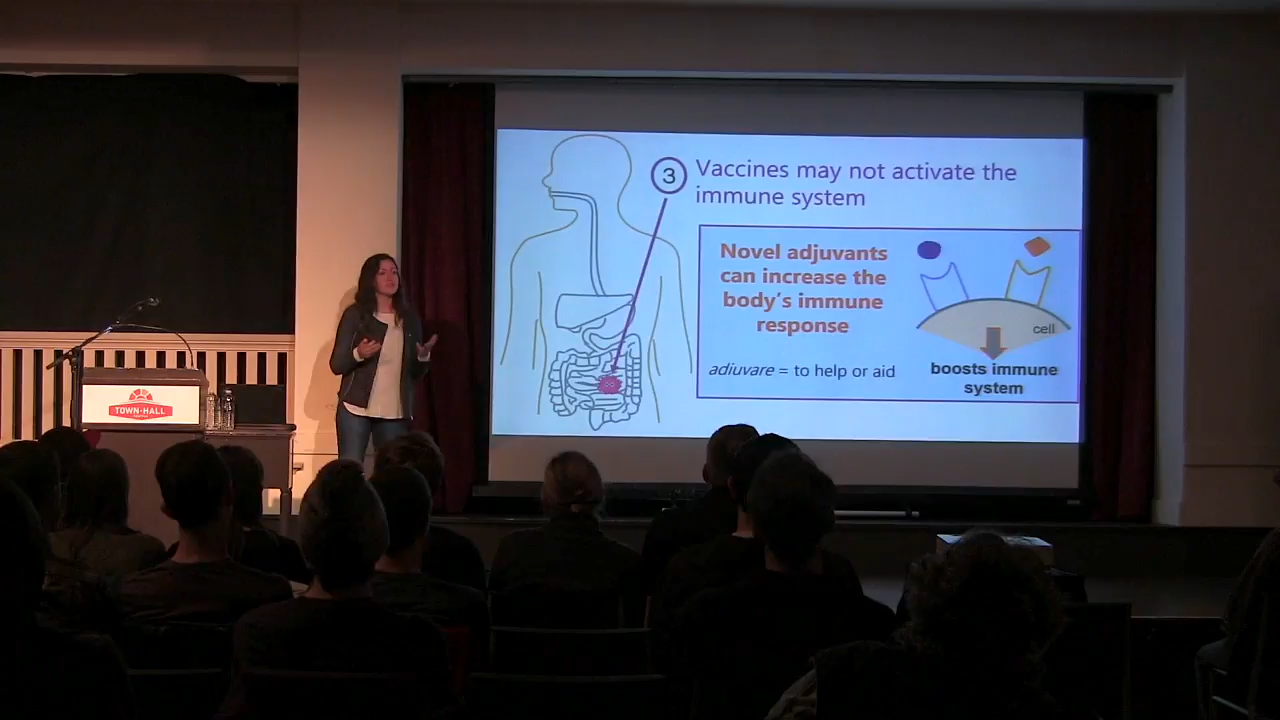 3
Vaccines may not activate the
immune system
Novel adjuvants
can increase the
body's immune
response
adiuvare = to help or aid
cell
boosts immune
system
TOWN HALL